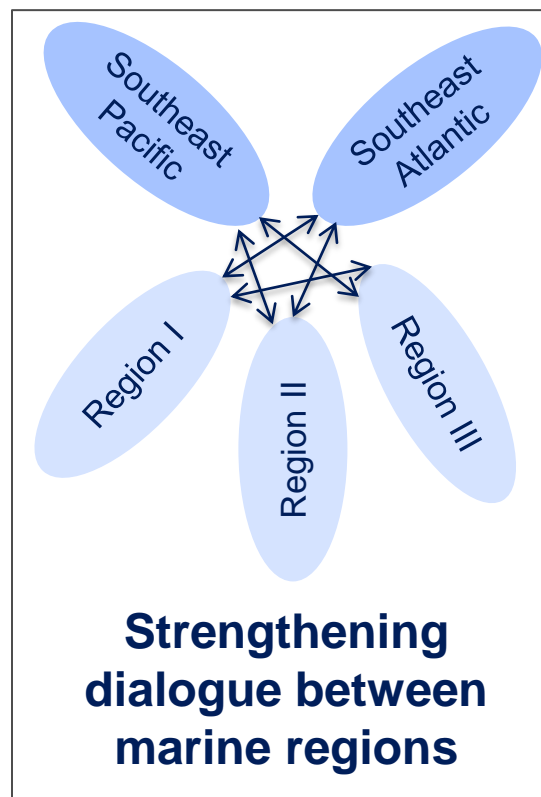 Southeast
Pacific
Southeast
Atlantic
Region I
Region II
Region III
Strengthening
dialogue between
marine regions